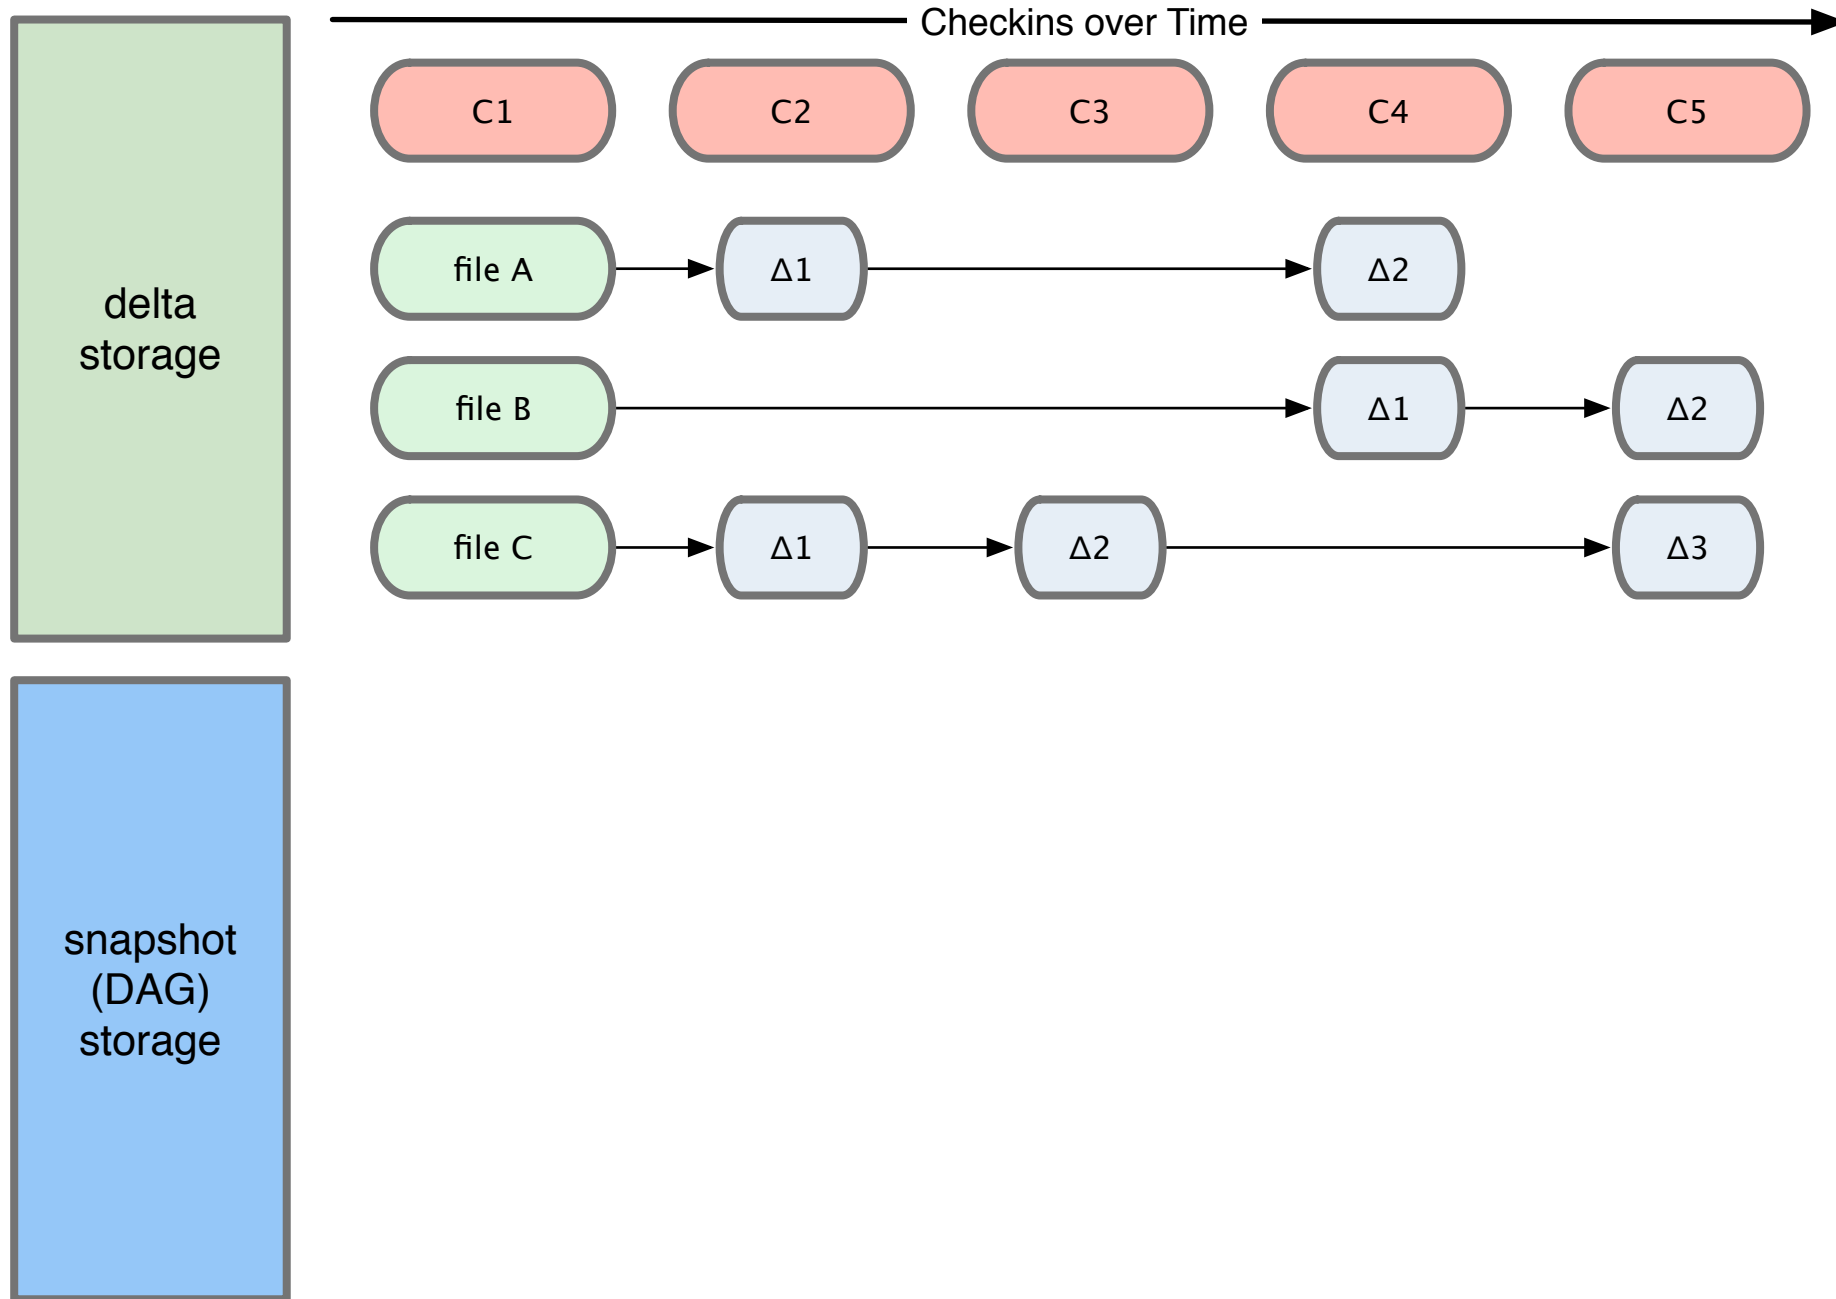 Checkins over Time
C1
C2
C3
C4
C5
delta
storage
file A
Δ1
Δ2
file B
Δ1
Δ2
file C
Δ1
Δ2
Δ3
snapshot
(DAG)
storage